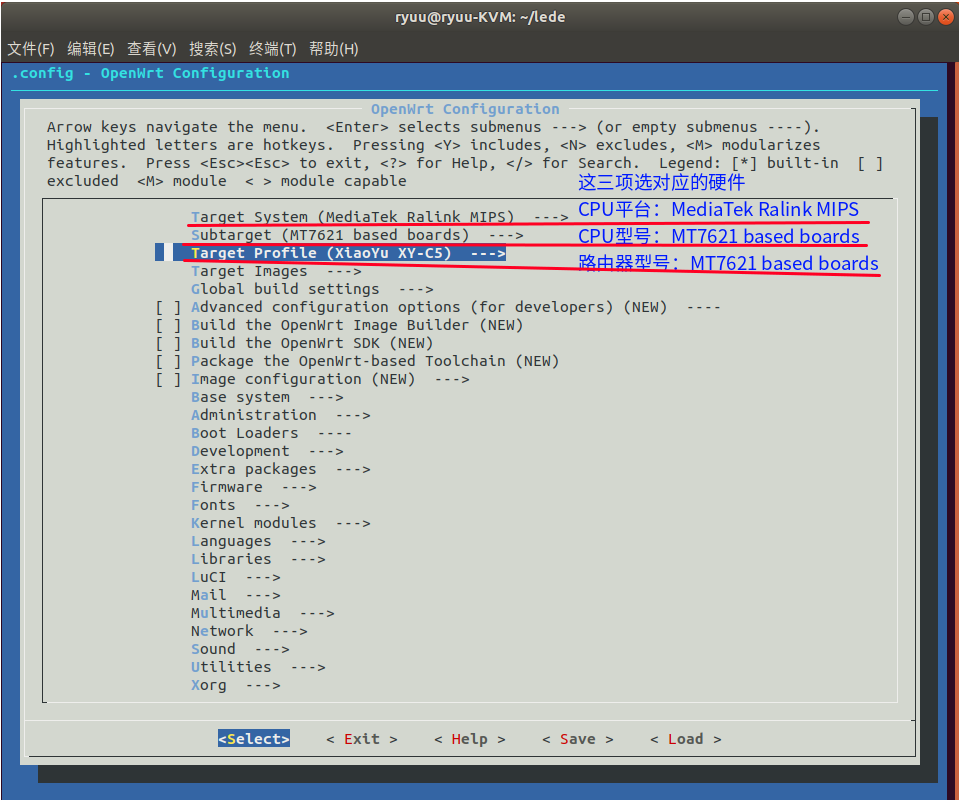 ryuu@ryuu-KVM: ~/lede
文件(F) 编辑(E) 查看(V) 搜索(S) 终端(T) 帮助(H)
.config - OpenWrt Configuration
OpenWrt Configuration
Arrow keys navigate the menu. <Enter> selects submenus ---> (or empty submenus ----).
Highlighted letters are hotkeys. Pressing <Y> includes, <N> excludes, <M> modularizes
features. Press <Esc><Esc> to exit, <?> for Help, </> for Search. Legend: [*] built-in [ ]
excluded <M> module < > module capable
这三项选对应的硬件
Target System (MediaTek Ralink MIPS) --->
CPU平台：MediaTek Ralink MIPS
Subtarget (MT7621 based boards) --->
CPU型号：MT7621 based boards
Target Profile (XiaoYu XY-C5) --->
路由器型号：MT7621 based boards
Target Images --->
Global build settings --->
[ ] Advanced configuration options (for developers) (NEW) ----
[ ] Build the OpenWrt Image Builder (NEW)
[ ] Build the OpenWrt SDK (NEW)
[ ] Package the OpenWrt-based Toolchain (NEW)
[ ] Image configuration (NEW) --->
Base system --->
Administration --->
Boot Loaders ----
Development --->
Extra packages --->
Firmware --->
Fonts --->
Kernel modules --->
Languages --->
Libraries --->
LuCI --->
Mail --->
Multimedia --->
Network --->
Sound --->
Utilities --->
Xorg --->
<Select> < Exit > < Help > < Save > < Load >